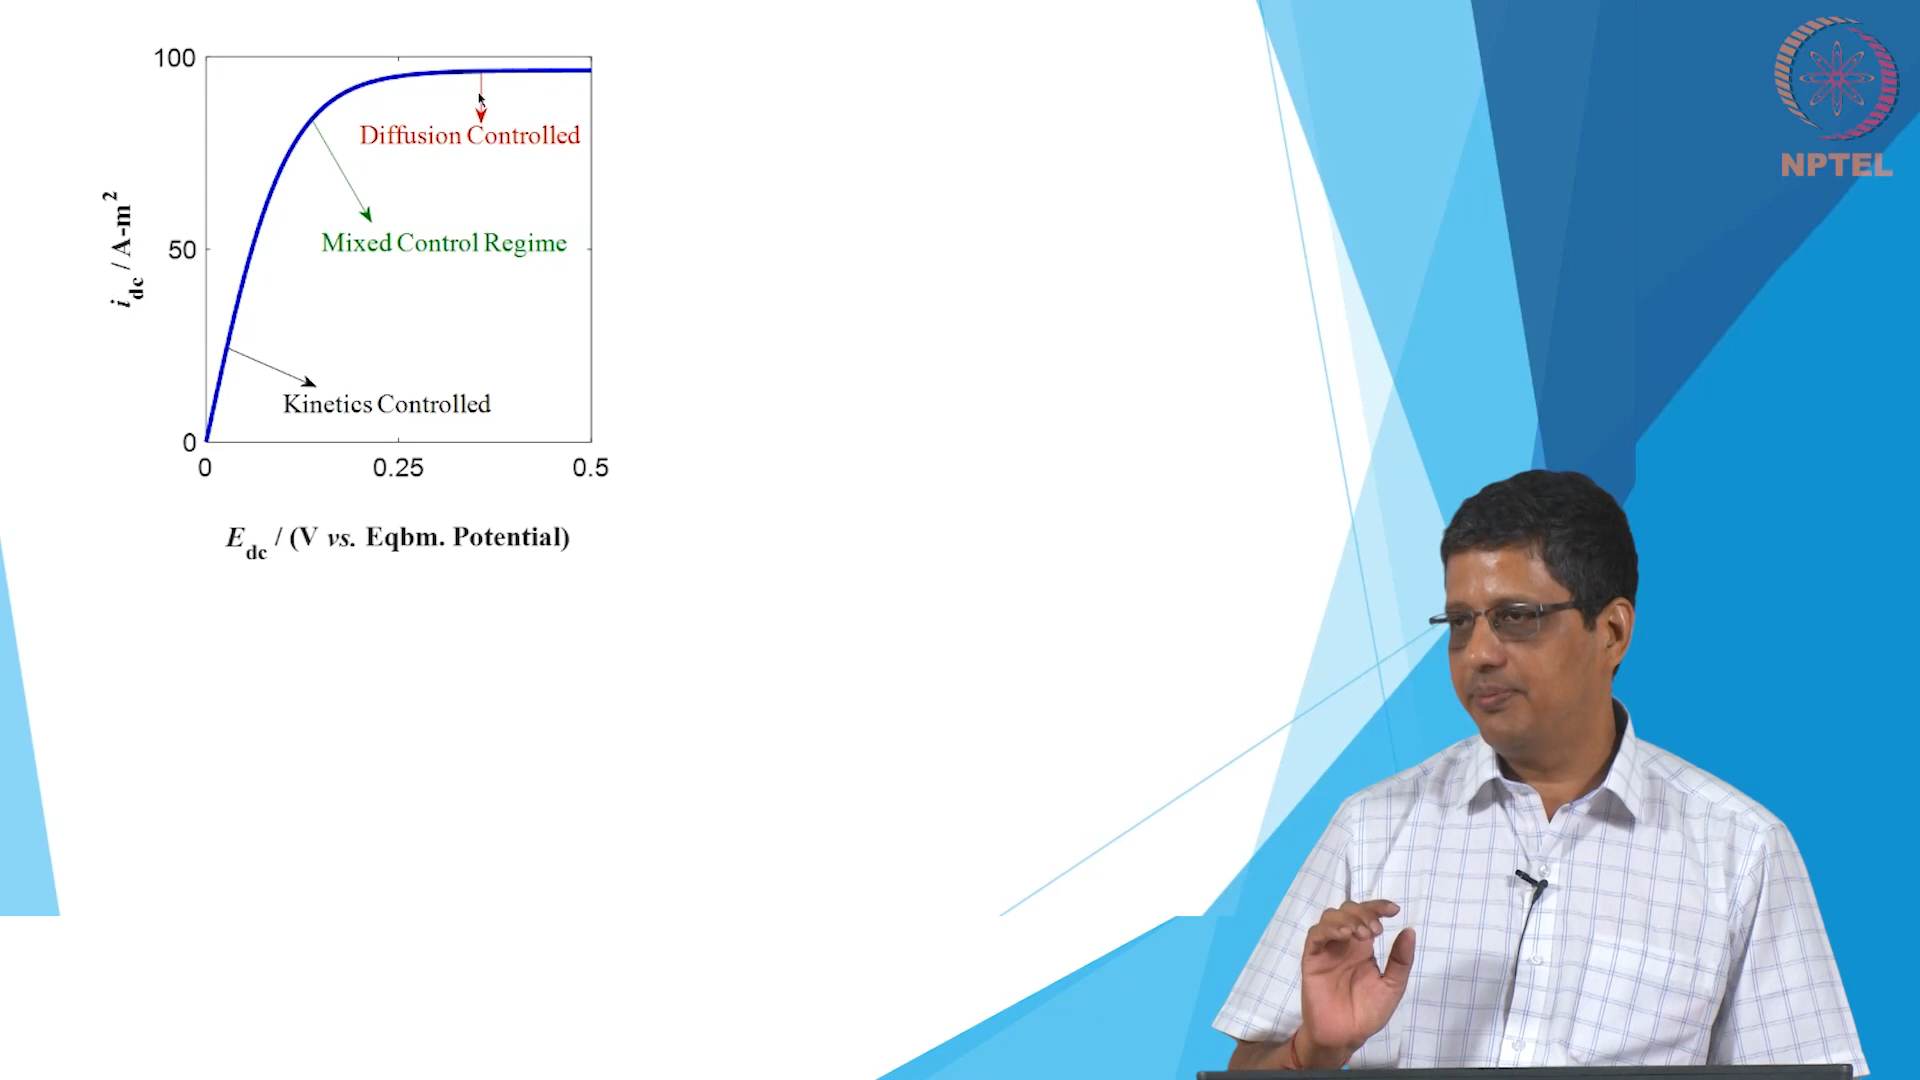 100
Diffusion Controlled
Mixed Control Regime
50
i_dc / A-m²
Kinetics Controlled
0
0 0.25 0.5
E_dc / (V vs. Eqbm. Potential)
NPTEL